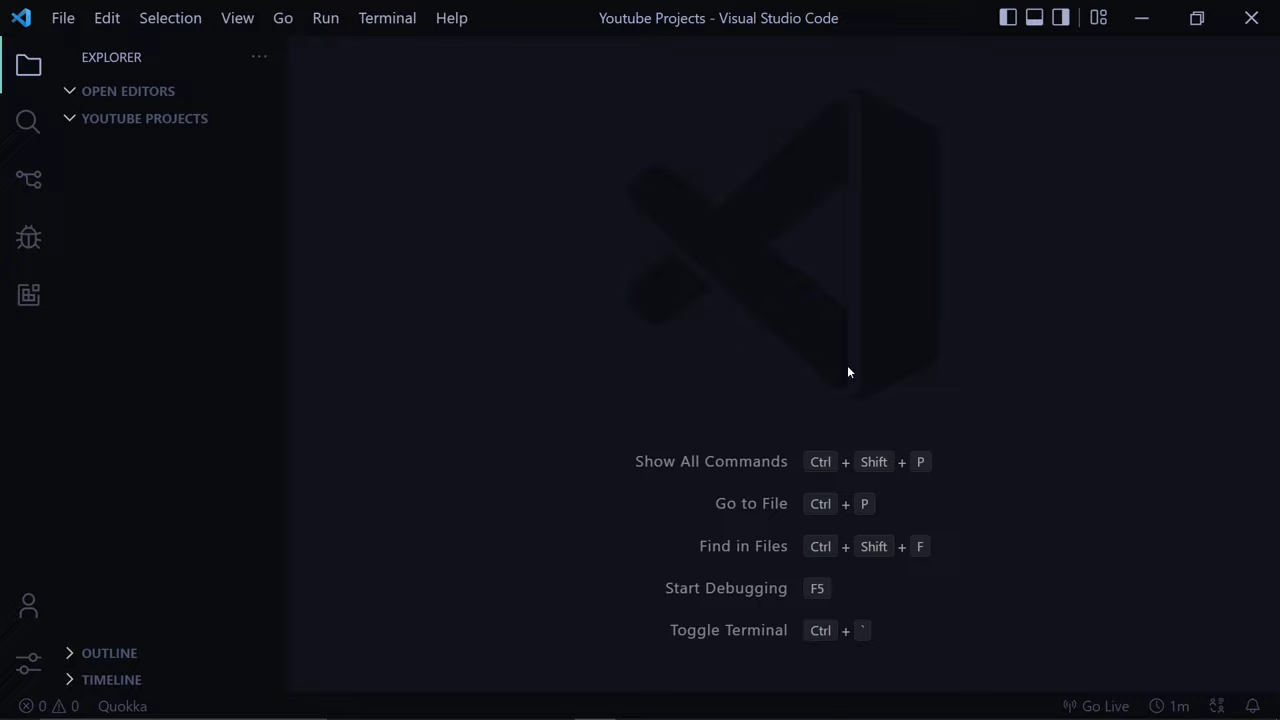 File Edit Selection View Go Run Terminal Help Youtube Projects - Visual Studio Code
EXPLORER ...
OPEN EDITORS
YOUTUBE PROJECTS
Show All Commands Ctrl + Shift + P
Go to File Ctrl + P
Find in Files Ctrl + Shift + F
Start Debugging F5
Toggle Terminal Ctrl + `
OUTLINE
TIMELINE
0 0 Quokka Go Live 1m